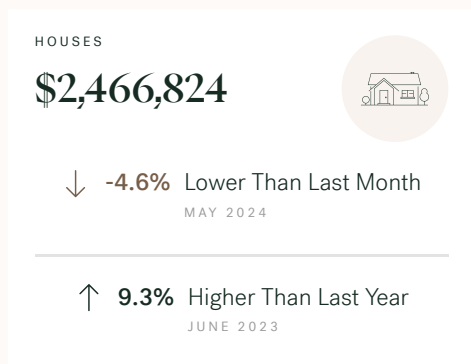 HOUSES
$2,466,824
-4.6% Lower Than Last Month
MAY 2024
9.3% Higher Than Last Year
JUNE 2023